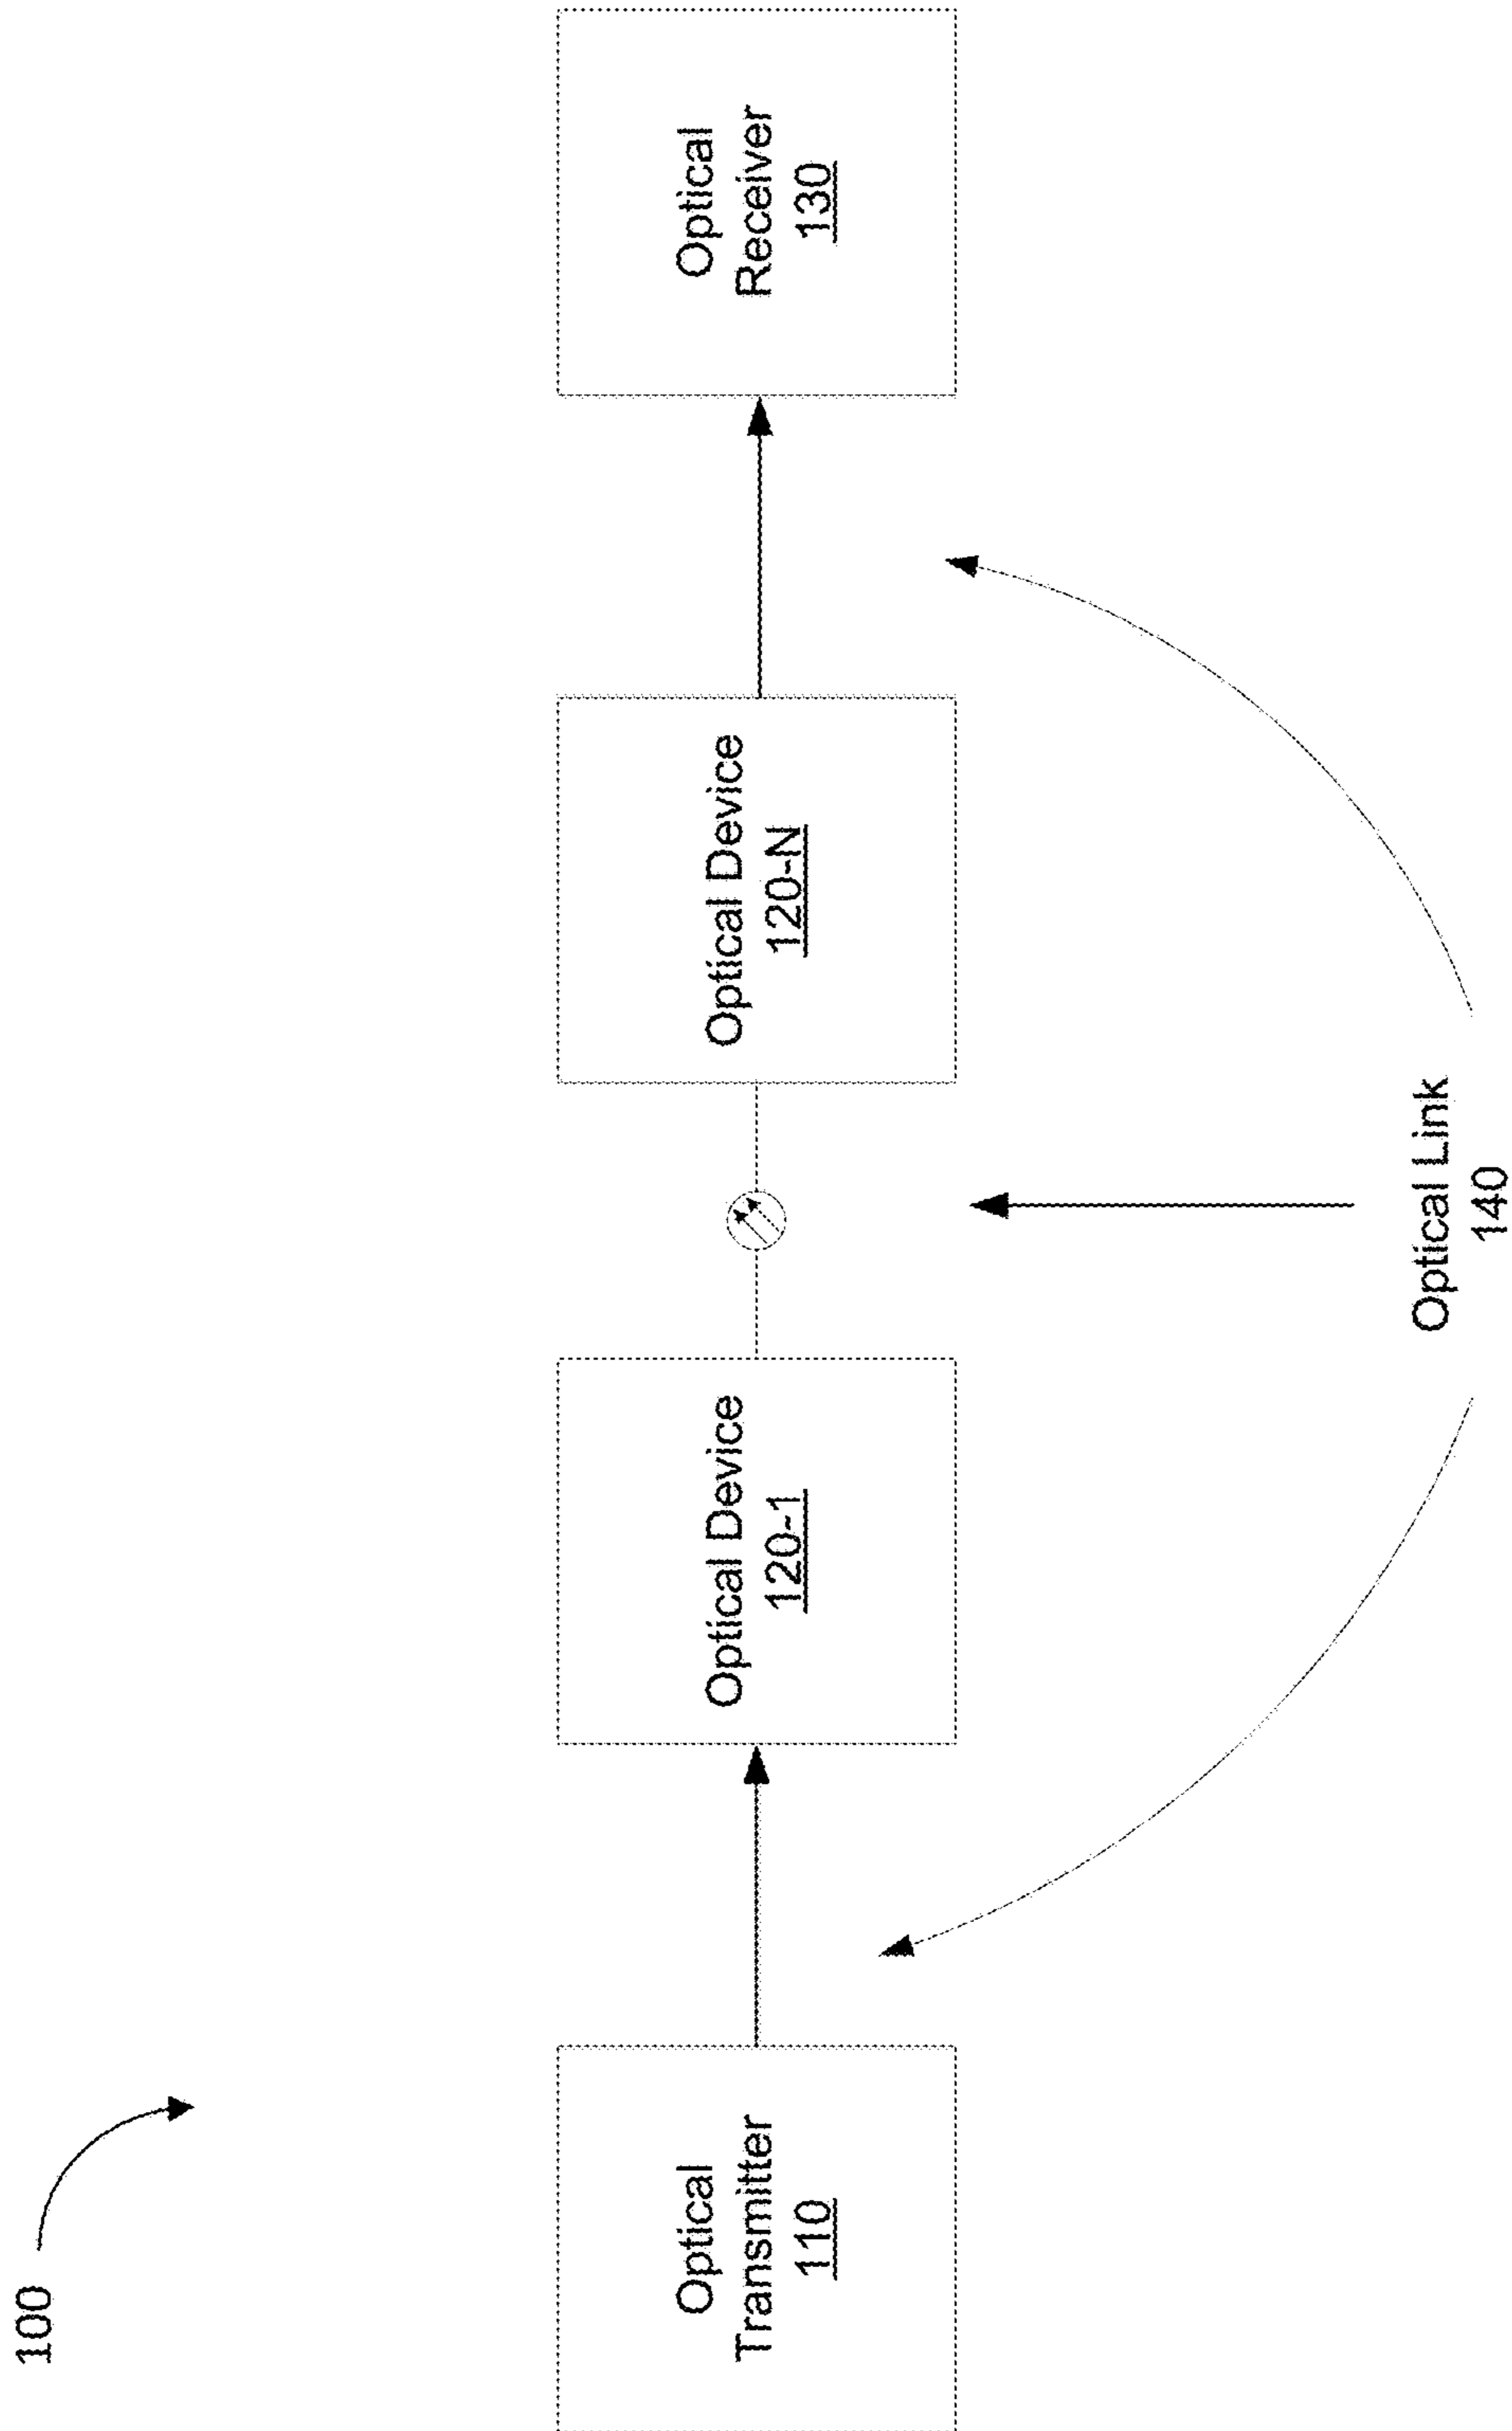 100
Optical
Transmitter
110
Optical Device
120-1
Optical Device
120-N
Optical
Receiver
130
Optical Link
140